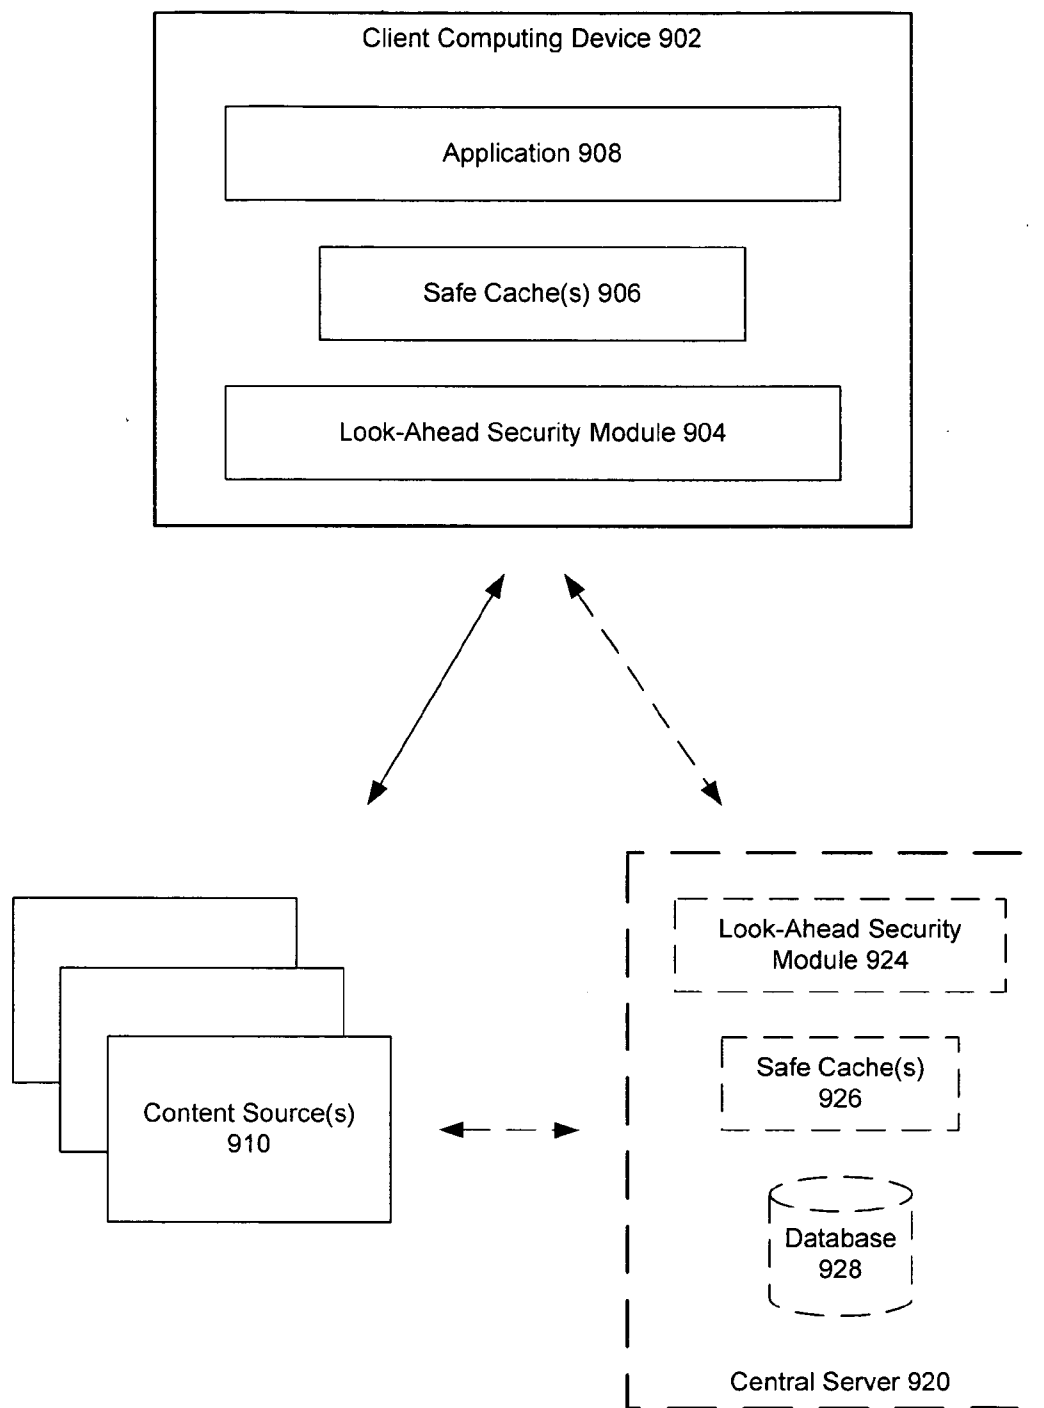 Client Computing Device 902
Application 908
Safe Cache(s) 906
Look-Ahead Security Module 904
Look-Ahead Security
Module 924
Safe Cache(s)
926
Content Source(s)
910
Database
928
Central Server 920